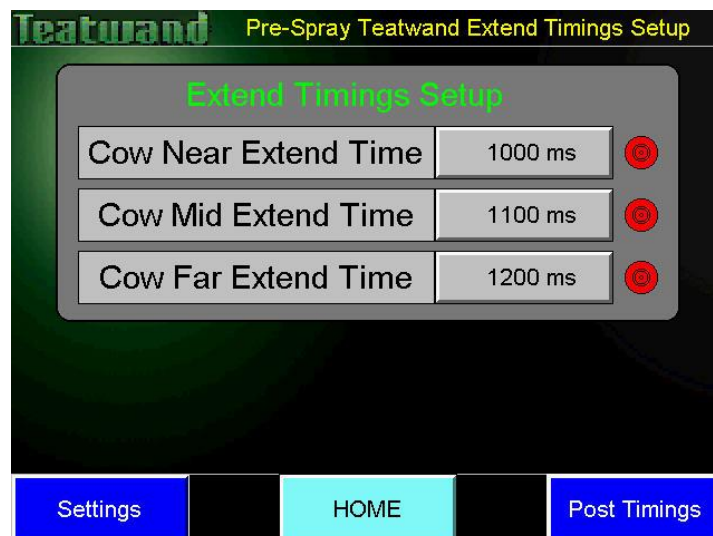 Teatwand Pre-Spray Teatwand Extend Timings Setup
Extend Timings Setup
Cow Near Extend Time 1000 ms
Cow Mid Extend Time 1100 ms
Cow Far Extend Time 1200 ms
Settings HOME Post Timings